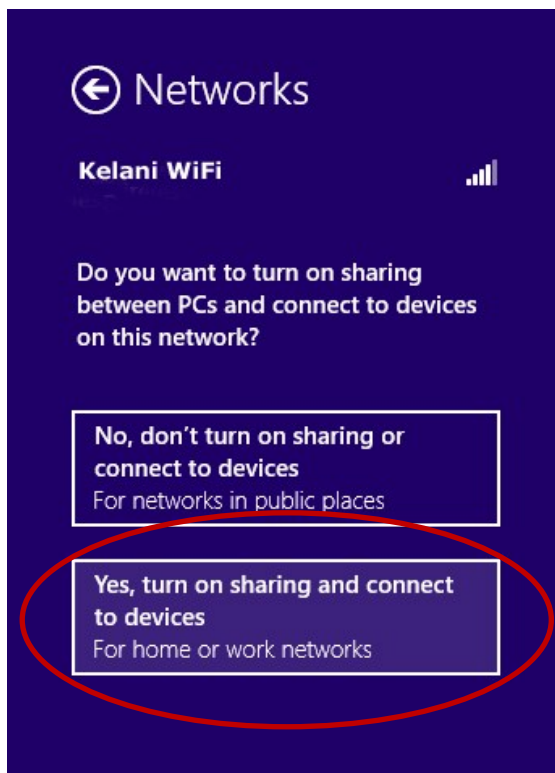 Networks
Kelani WiFi
Do you want to turn on sharing
between PCs and connect to devices
on this network?
No, don't turn on sharing or
connect to devices
For networks in public places
Yes, turn on sharing and connect
to devices
For home or work networks